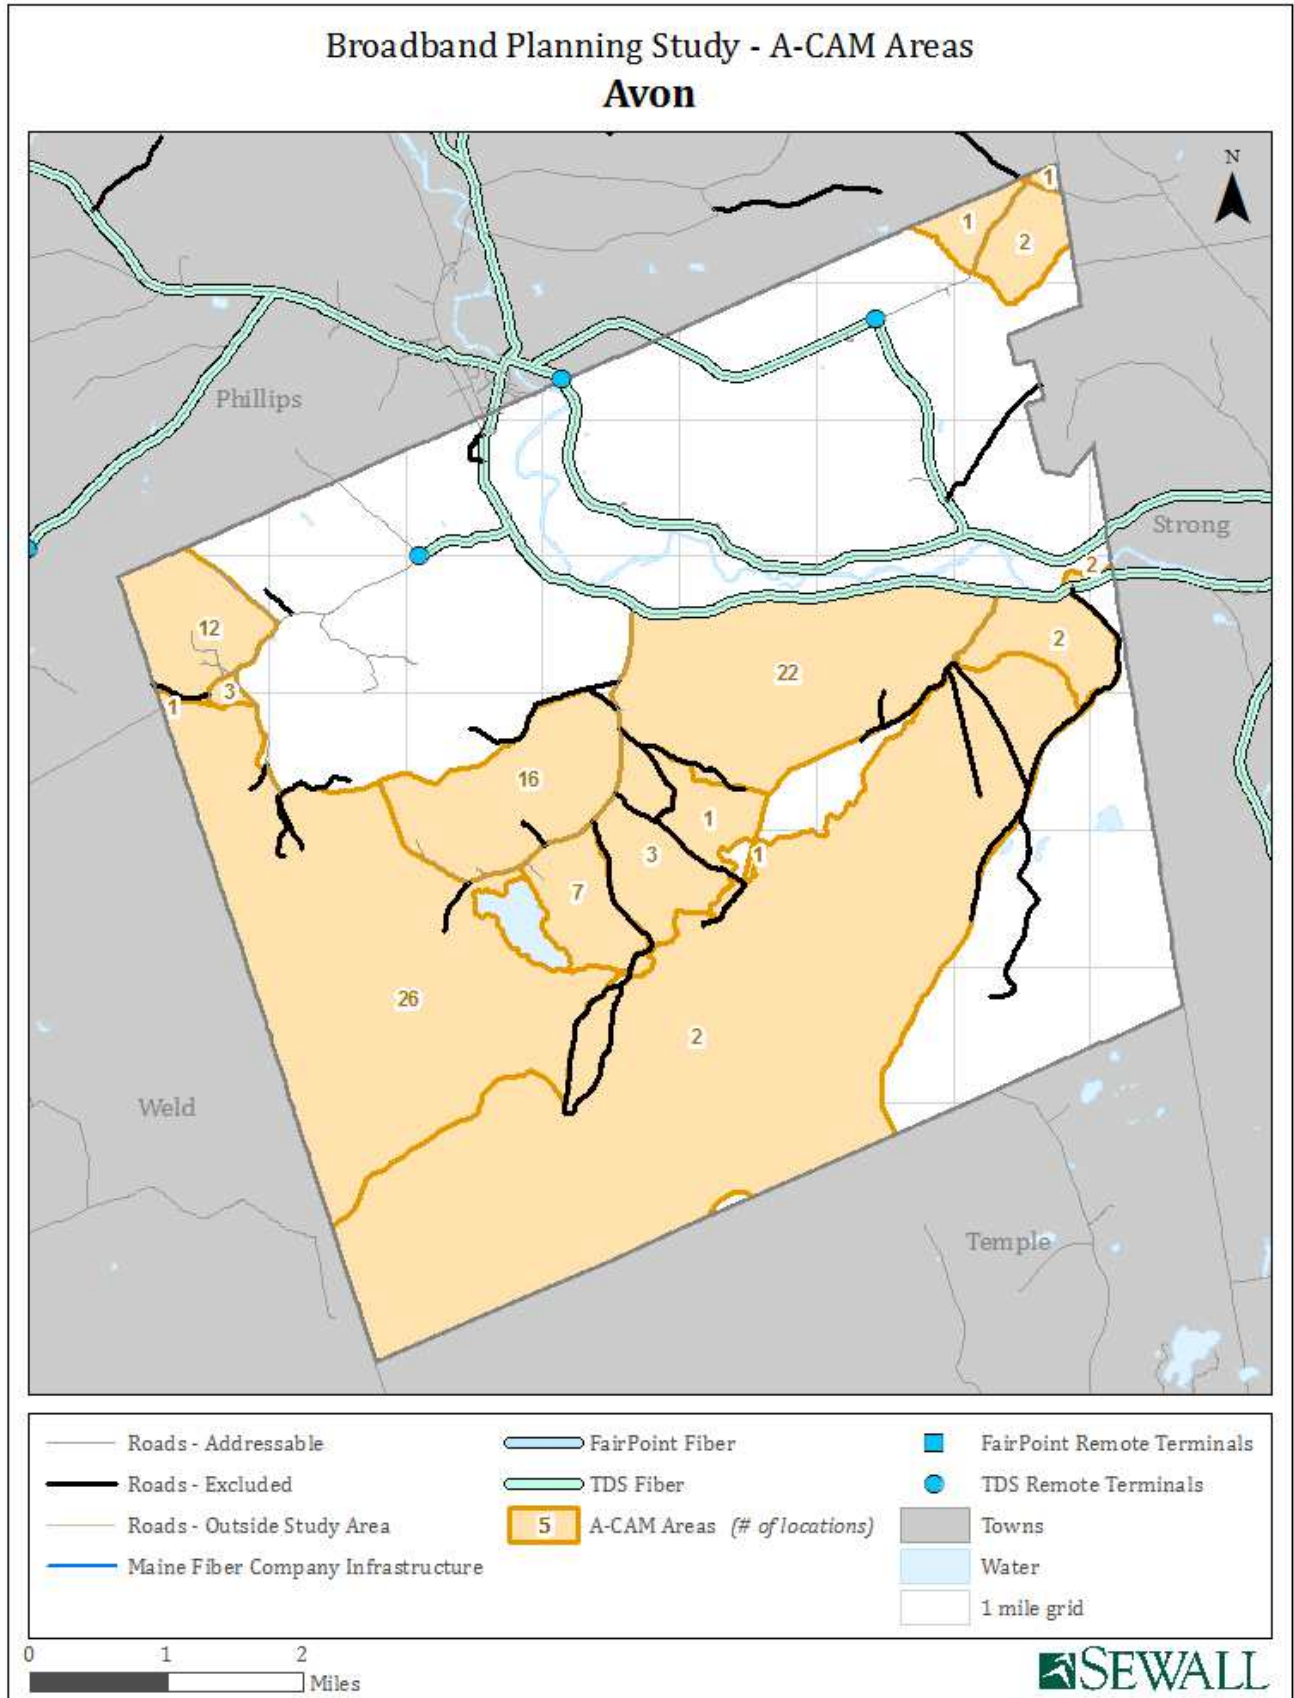 Broadband Planning Study - A-CAM Areas
Avon
N
1
1
2
Phillips
Strong
2
12
2
22
3
1
16
1
3
1
7
26
2
Weld
Temple
Roads - Addressable
Roads - Excluded
Roads - Outside Study Area
Maine Fiber Company Infrastructure
FairPoint Fiber
TDS Fiber
5 A-CAM Areas (# of locations)
FairPoint Remote Terminals
TDS Remote Terminals
Towns
Water
1 mile grid
0 1 2
Miles
SEWALL